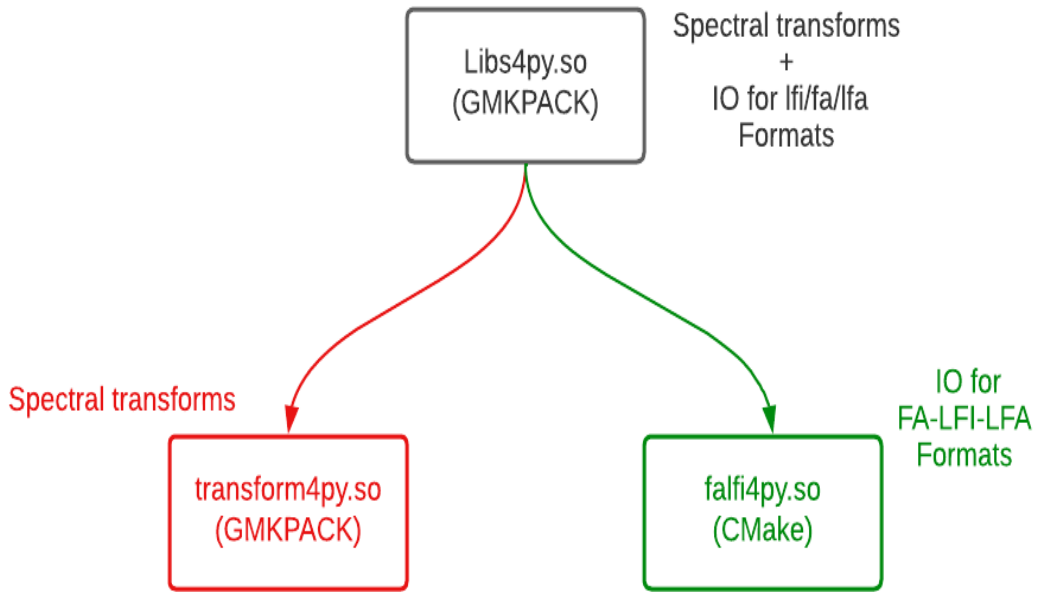 Libs4py.so
(GMKPACK)
Spectral transforms
+
IO for lfi/fa/lfa
Formats
Spectral transforms
transform4py.so
(GMKPACK)
falfi4py.so
(CMake)
IO for
FA-LFI-LFA
Formats